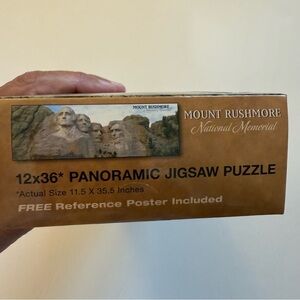 MOUNT RUSHMORE
MOUNT RUSHMORE
National Memorial
12x36* PANORAMIC JIGSAW PUZZLE
*Actual Size 11.5 X 35.5 Inches
FREE Reference Poster Included